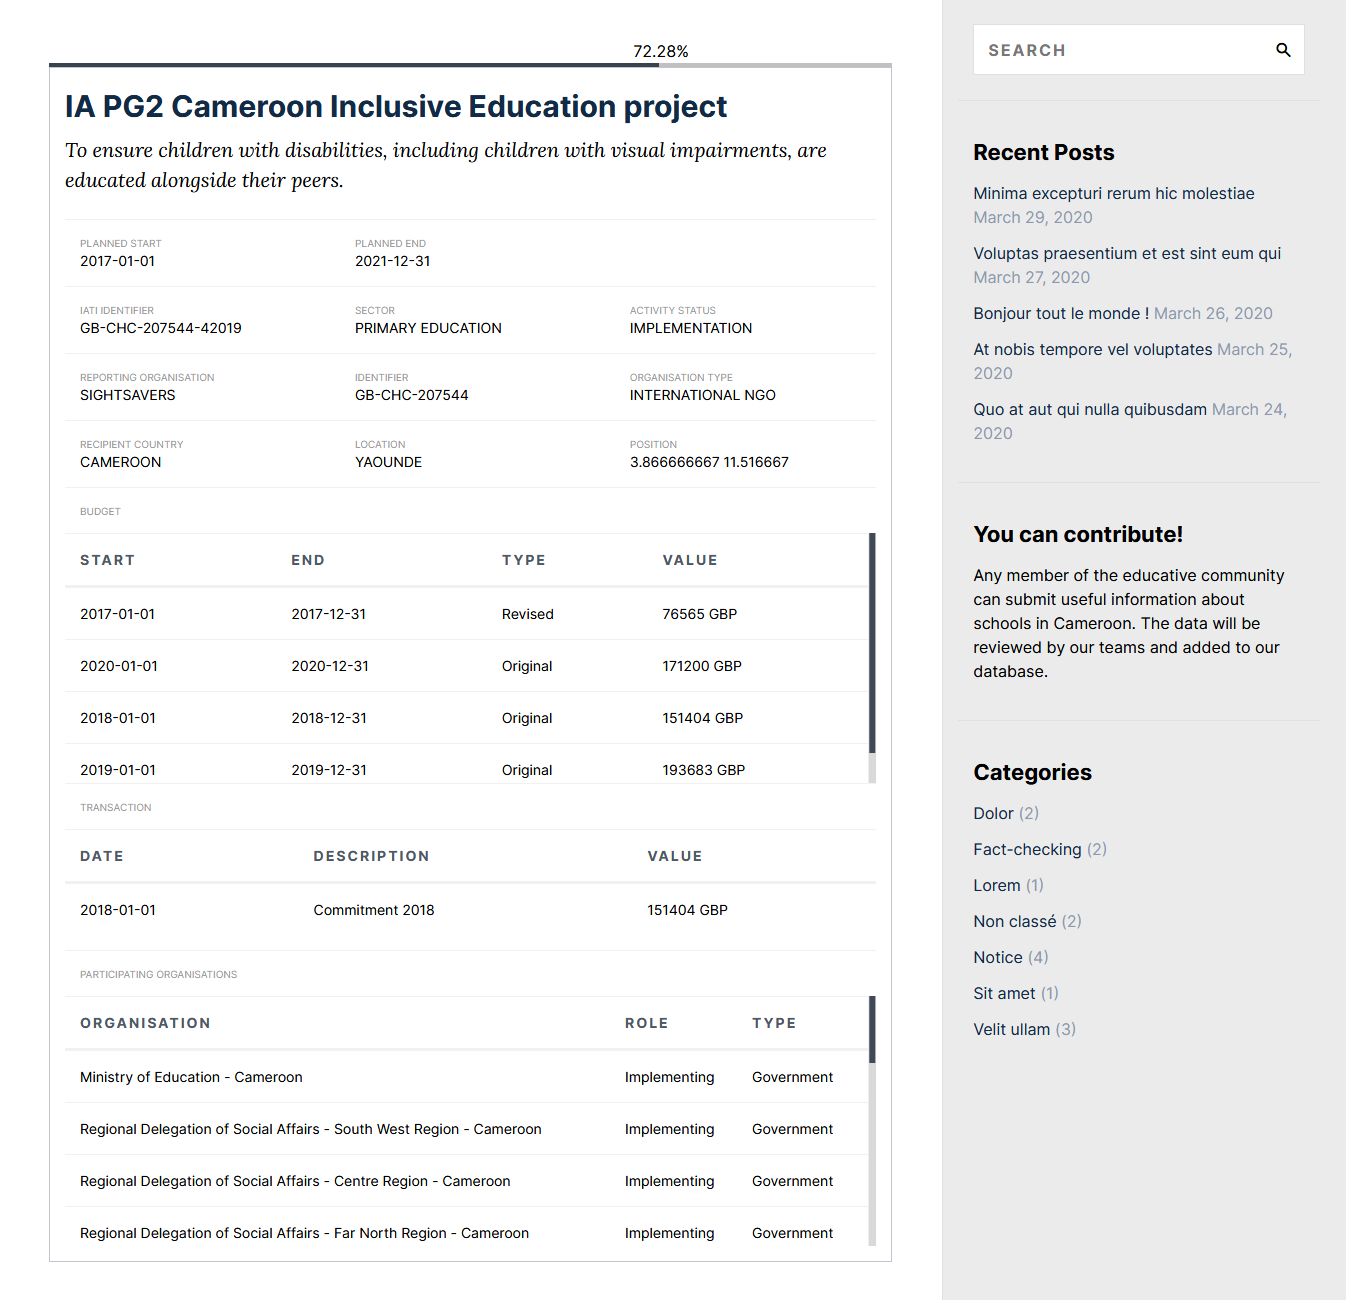 72.28%
IA PG2 Cameroon Inclusive Education project
To ensure children with disabilities, including children with visual impairments, are
educated alongside their peers.
PLANNED START PLANNED END
2017-01-01 2021-12-31
IATI IDENTIFIER SECTOR ACTIVITY STATUS
GB-CHC-207544-42019 PRIMARY EDUCATION IMPLEMENTATION
REPORTING ORGANISATION IDENTIFIER ORGANISATION TYPE
SIGHTSAVERS GB-CHC-207544 INTERNATIONAL NGO
RECIPIENT COUNTRY LOCATION POSITION
CAMEROON YAOUNDE 3.866666667 11.516667
BUDGET
START END TYPE VALUE
2017-01-01 2017-12-31 Revised 76565 GBP
2020-01-01 2020-12-31 Original 171200 GBP
2018-01-01 2018-12-31 Original 151404 GBP
2019-01-01 2019-12-31 Original 193683 GBP
TRANSACTION
DATE DESCRIPTION VALUE
2018-01-01 Commitment 2018 151404 GBP
PARTICIPATING ORGANISATIONS
ORGANISATION ROLE TYPE
Ministry of Education - Cameroon Implementing Government
Regional Delegation of Social Affairs - South West Region - Cameroon Implementing Government
Regional Delegation of Social Affairs - Centre Region - Cameroon Implementing Government
Regional Delegation of Social Affairs - Far North Region - Cameroon Implementing Government
SEARCH
Recent Posts
Minima excepturi rerum hic molestiae
March 29, 2020
Voluptas praesentium et est sint eum qui
March 27, 2020
Bonjour tout le monde ! March 26, 2020
At nobis tempore vel voluptates March 25,
2020
Quo at aut qui nulla quibusdam March 24,
2020
You can contribute!
Any member of the educative community
can submit useful information about
schools in Cameroon. The data will be
reviewed by our teams and added to our
database.
Categories
Dolor (2)
Fact-checking (2)
Lorem (1)
Non classé (2)
Notice (4)
Sit amet (1)
Velit ullam (3)